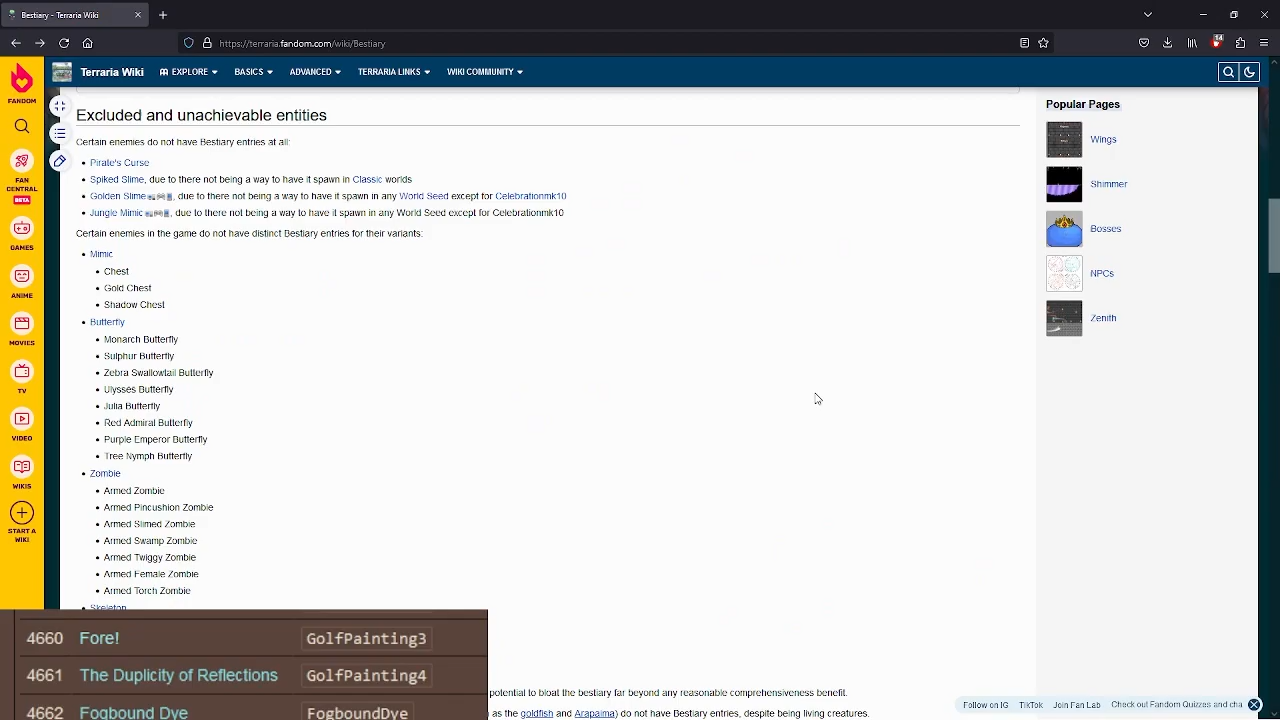 Bestiary - Terraria Wiki
https://terraria.fandom.com/wiki/Bestiary
14
FANDOM
FAN CENTRAL
BETA
GAMES
ANIME
MOVIES
TV
VIDEO
WIKIS
START A WIKI
Terraria Wiki
EXPLORE
BASICS
ADVANCED
TERRARIA LINKS
WIKI COMMUNITY
Excluded and unachievable entities
Certain enemies do not have Bestiary entries at all:
• Pirate's Curse
• Spiked Slime, due to there not being a way to have it spawn in Classic worlds
• Golden Slime, due to there not being a way to have it spawn in any World Seed except for Celebrationmk10
• Jungle Mimic, due to there not being a way to have it spawn in any World Seed except for Celebrationmk10
Certain enemies in the game do not have distinct Bestiary entries for their variants:
• Mimic
• Chest
• Gold Chest
• Shadow Chest
• Butterfly
• Monarch Butterfly
• Sulphur Butterfly
• Zebra Swallowtail Butterfly
• Ulysses Butterfly
• Julia Butterfly
• Red Admiral Butterfly
• Purple Emperor Butterfly
• Tree Nymph Butterfly
• Zombie
• Armed Zombie
• Armed Pincushion Zombie
• Armed Slimed Zombie
• Armed Swamp Zombie
• Armed Twiggy Zombie
• Armed Female Zombie
• Armed Torch Zombie
• Skeleton
potential to bloat the bestiary far beyond any reasonable comprehensiveness benefit.
as the goldfish and Arapaima) do not have Bestiary entries, despite being living creatures.
Popular Pages
Wings
Shimmer
Bosses
NPCs
Zenith
4660 Fore! GolfPainting3
4661 The Duplicity of Reflections GolfPainting4
4662 Fogbound Dye FogboundDye
Follow on IG TikTok Join Fan Lab Check out Fandom Quizzes and cha